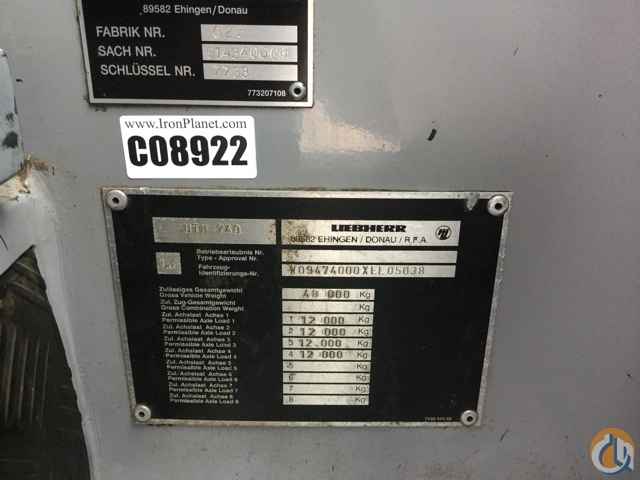 89582 Ehingen/Donau
FABRIK NR.
SACH NR.
SCHLÜSSEL NR. 7738
773207108
www.IronPlanet.com
C08922
LIEBHERR
89582 EHINGEN / DONAU / R.F.A.
Betriebserlaubnis Nr.
Type - Approval Nr.
Fahrzeug-
Identifizierungs-Nr. W09474000XEL05038
Zulässiges Gesamtgewicht
Gross Vehicle Weight 48 000 Kg
Zul. Zug-Gesamtgewicht
Gross Combination Weight Kg
Zul. Achslast Achse 1
Permissible Axle Load 1 1 12 000 Kg
Zul. Achslast Achse 2
Permissible Axle Load 2 2 12 000 Kg
Zul. Achslast Achse 3
Permissible Axle Load 3 3 12 000 Kg
Zul. Achslast Achse 4
Permissible Axle Load 4 4 12 000 Kg
Zul. Achslast Achse 5
Permissible Axle Load 5 5 Kg
Zul. Achslast Achse 6
Permissible Axle Load 6 6 Kg
Zul. Achslast Achse 7
Permissible Axle Load 7 7 Kg
Zul. Achslast Achse 8
Permissible Axle Load 8 8 Kg